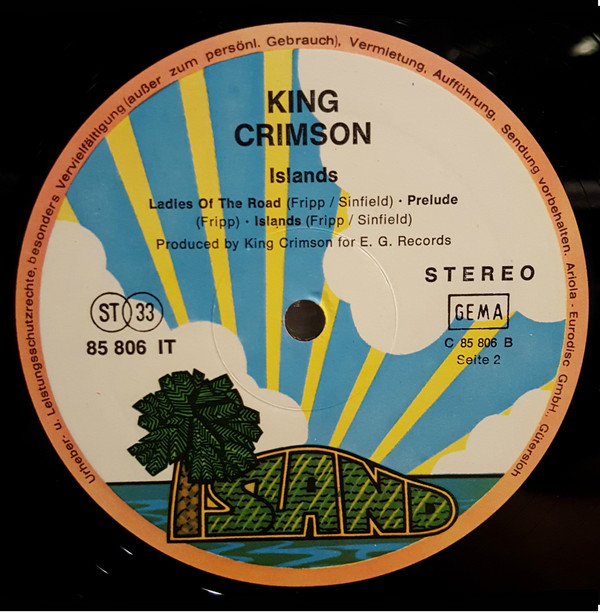 Urheber- u. Leistungsschutzrechte, besonders Vervielfältigung (außer zum persönl. Gebrauch), Vermietung, Aufführung, Sendung vorbehalten. Ariola - Eurodisc GmbH., Gütersloh
KING
CRIMSON
Islands
Ladies Of The Road (Fripp / Sinfield) · Prelude
(Fripp) · Islands (Fripp / Sinfield)
Produced by King Crimson for E. G. Records
STEREO
ST 33
GEMA
85 806 IT
C 85 806 B
Seite 2
ISLAND